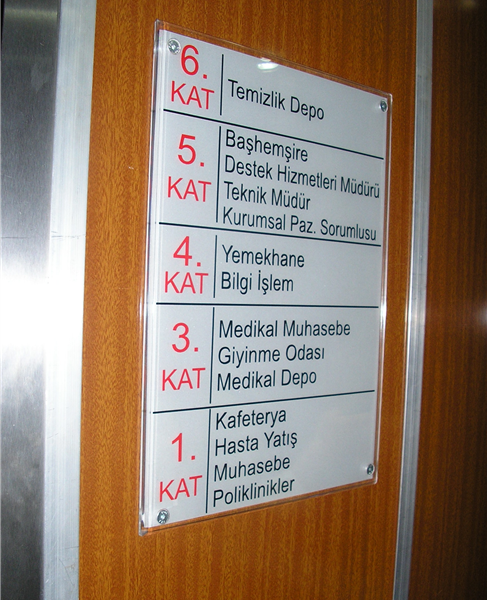 6.
KAT
Temizlik Depo
5.
KAT
Başhemşire
Destek Hizmetleri Müdürü
Teknik Müdür
Kurumsal Paz. Sorumlusu
4.
KAT
Yemekhane
Bilgi İşlem
3.
KAT
Medikal Muhasebe
Giyinme Odası
Medikal Depo
1.
KAT
Kafeterya
Hasta Yatış
Muhasebe
Poliklinikler